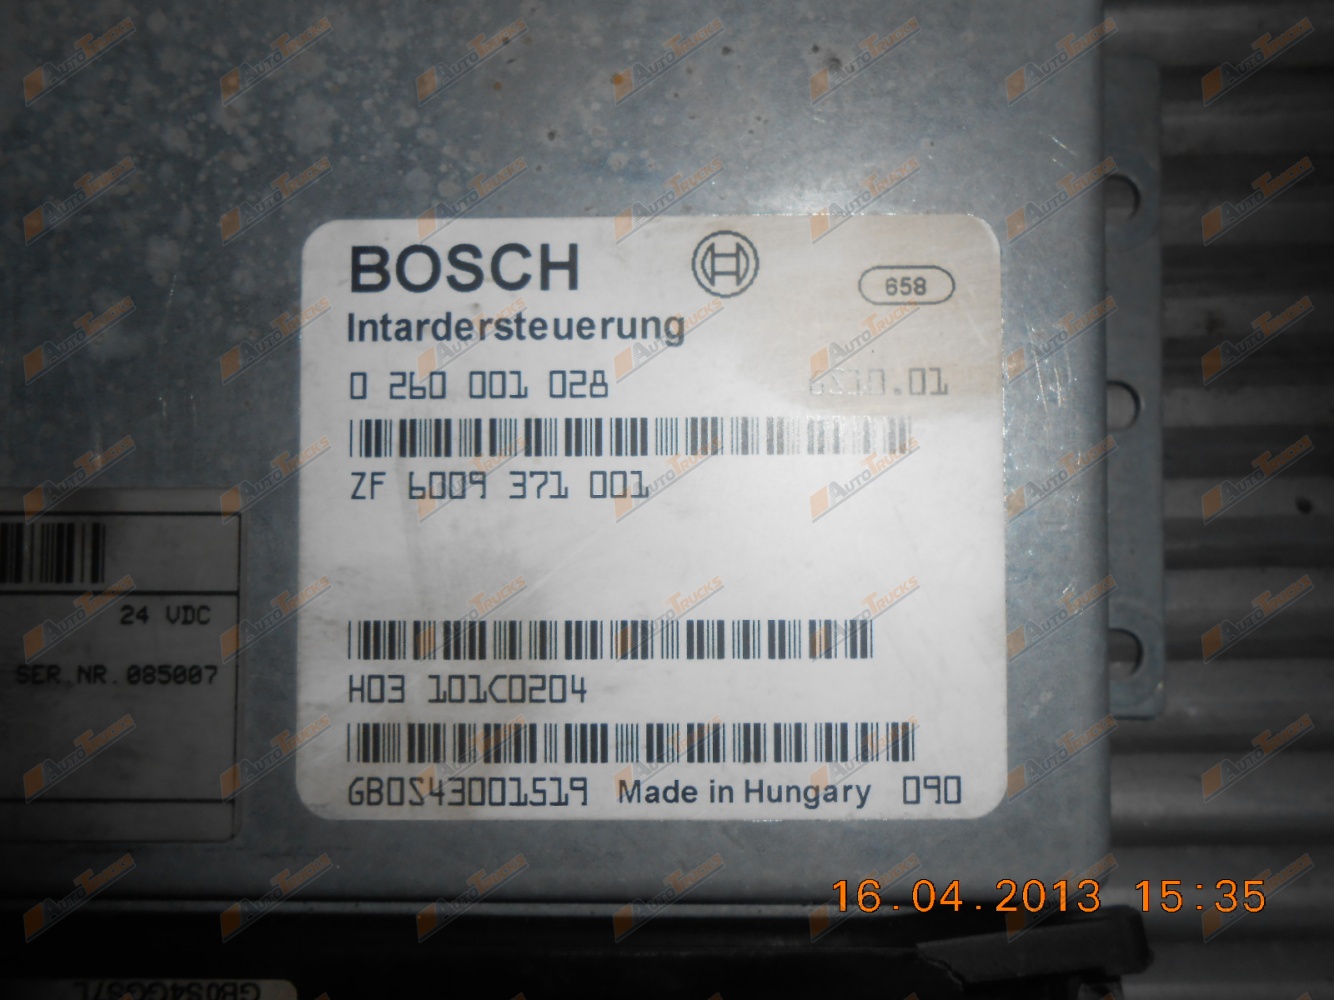 BOSCH
658
Intardersteuerung
0 260 001 028
ZF 6009 371 001
24 VDC
SER.NR.085007
H03 101C0204
GB0S43001519 Made in Hungary 090
16.04.2013 15:35
AutoTrucks